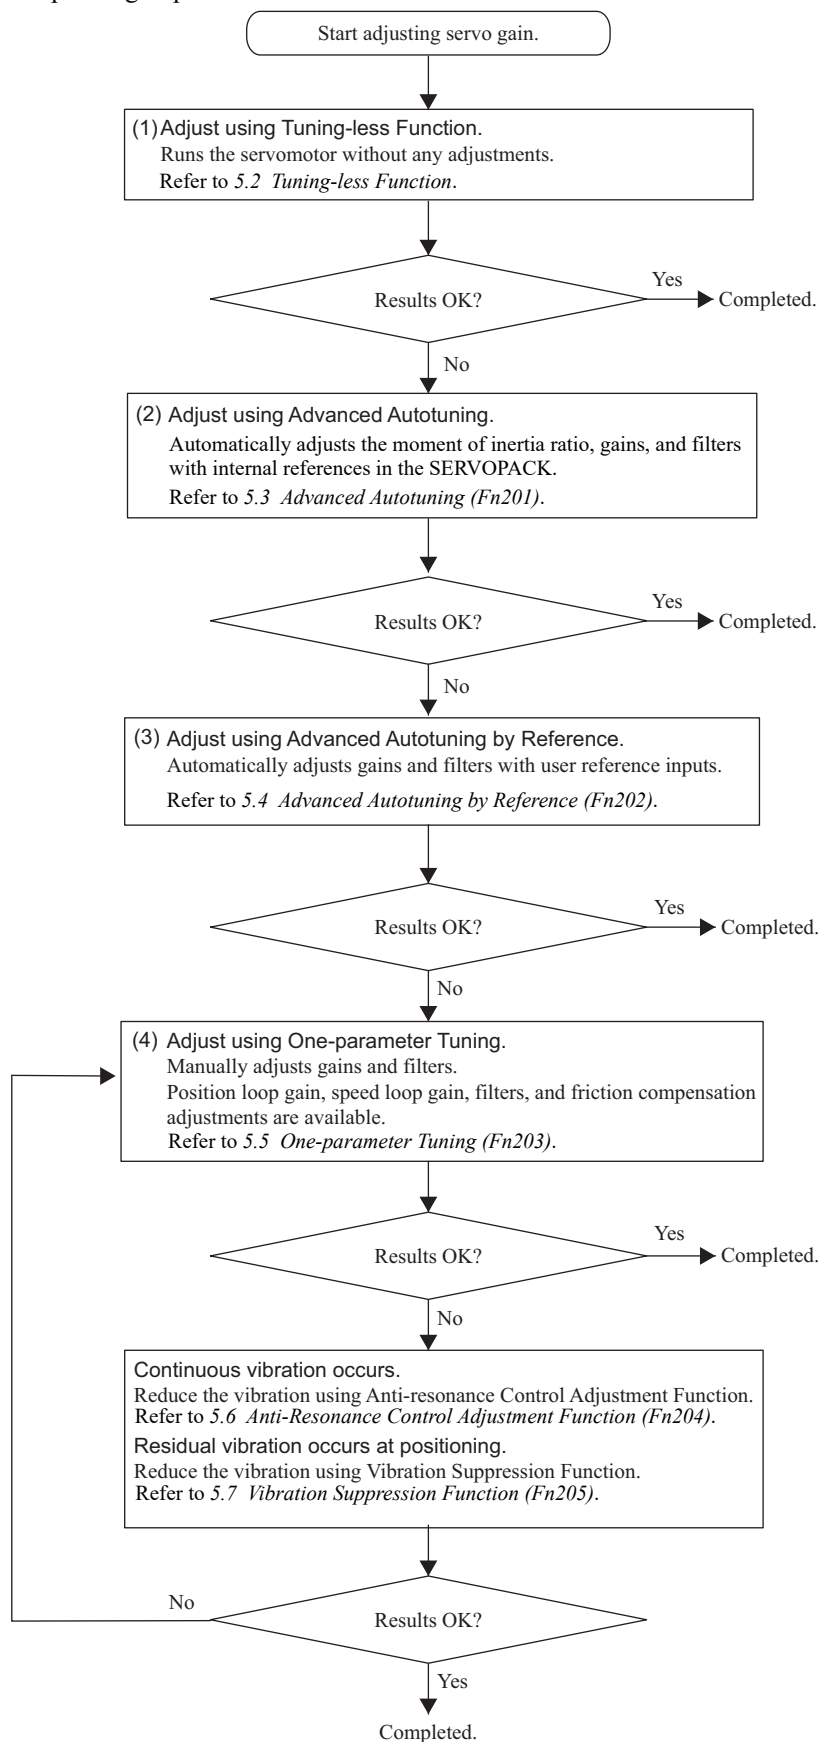 Start adjusting servo gain.
(1) Adjust using Tuning-less Function.
Runs the servomotor without any adjustments.
Refer to 5.2 Tuning-less Function.
Results OK?
Yes
Completed.
No
(2) Adjust using Advanced Autotuning.
Automatically adjusts the moment of inertia ratio, gains, and filters
with internal references in the SERVOPACK.
Refer to 5.3 Advanced Autotuning (Fn201).
Results OK?
Yes
Completed.
No
(3) Adjust using Advanced Autotuning by Reference.
Automatically adjusts gains and filters with user reference inputs.
Refer to 5.4 Advanced Autotuning by Reference (Fn202).
Results OK?
Yes
Completed.
No
(4) Adjust using One-parameter Tuning.
Manually adjusts gains and filters.
Position loop gain, speed loop gain, filters, and friction compensation
adjustments are available.
Refer to 5.5 One-parameter Tuning (Fn203).
Results OK?
Yes
Completed.
No
Continuous vibration occurs.
Reduce the vibration using Anti-resonance Control Adjustment Function.
Refer to 5.6 Anti-Resonance Control Adjustment Function (Fn204).
Residual vibration occurs at positioning.
Reduce the vibration using Vibration Suppression Function.
Refer to 5.7 Vibration Suppression Function (Fn205).
No
Results OK?
Yes
Completed.